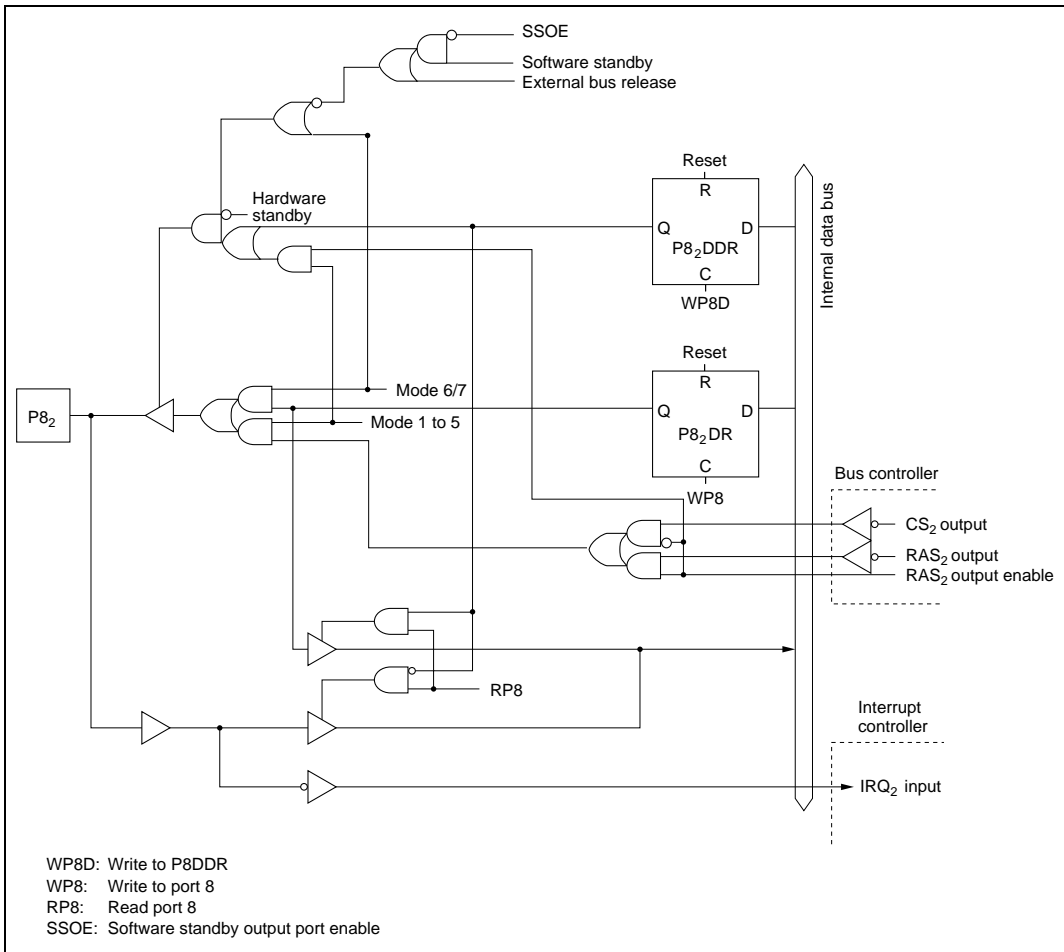 SSOE
Software standby
External bus release
Hardware
standby
Reset
R
Q
D
P8₂DDR
C
WP8D
Internal data bus
Reset
R
Q
D
P8₂DR
C
WP8
Mode 6/7
Mode 1 to 5
P8₂
Bus controller
CS₂ output
RAS₂ output
RAS₂ output enable
RP8
Interrupt
controller
IRQ₂ input
WP8D: Write to P8DDR
WP8: Write to port 8
RP8: Read port 8
SSOE: Software standby output port enable